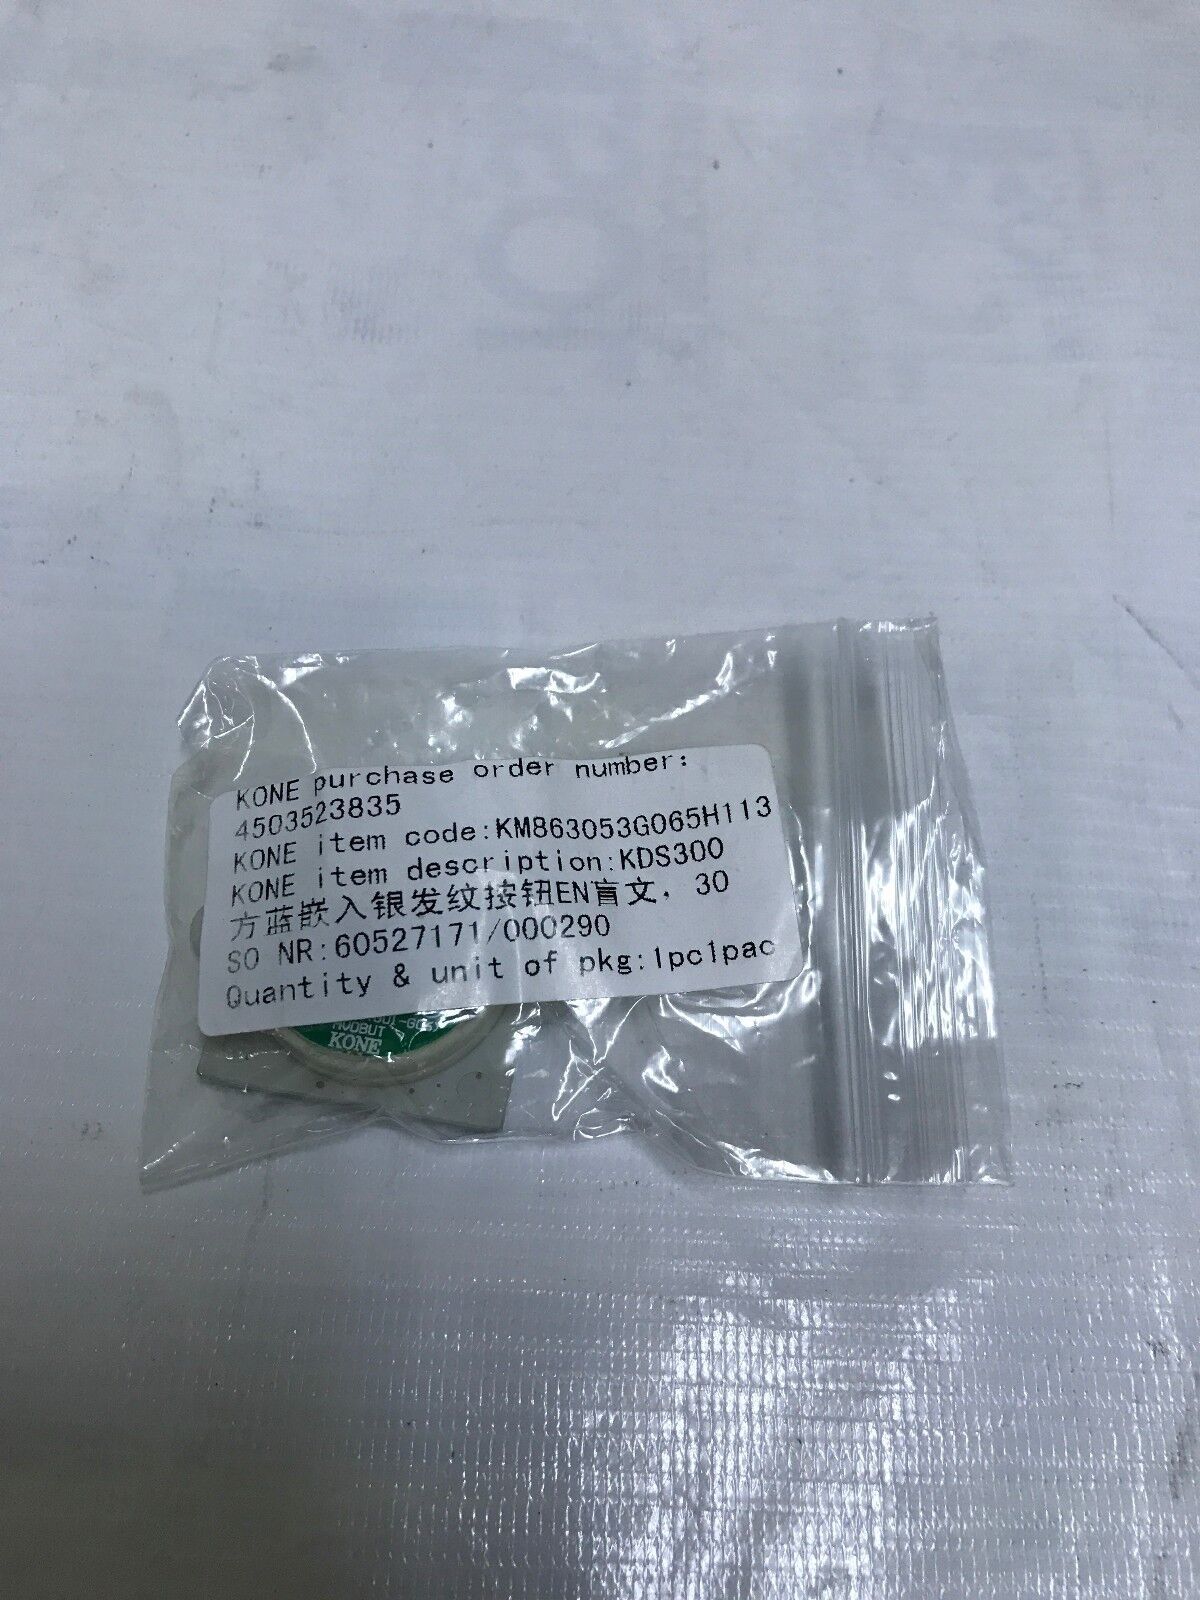 KONE purchase order number:
4503523835
KONE item code:KM863053G065H113
KONE item description:KDS300
方蓝嵌入银发纹按钮EN盲文，30
SO NR:60527171/000290
Quantity & unit of pkg:1pc1pac
KONE